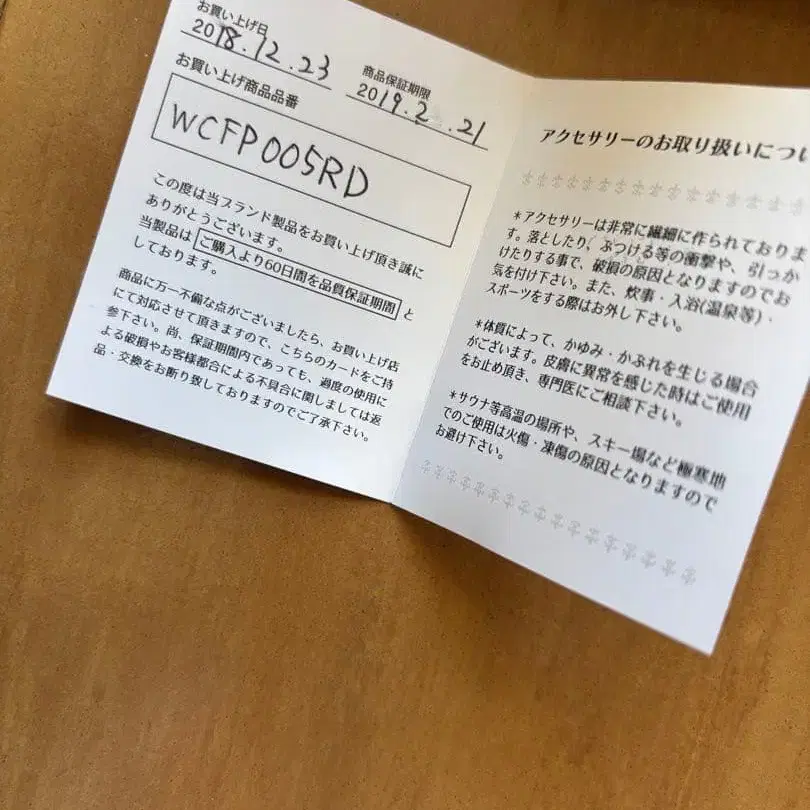 お買い上げ日
2018.12.23
商品保証期限
2019.2.21
お買い上げ商品品番
WCFP005RD
この度は当ブランド製品をお買い上げ頂き誠に
ありがとうございます。
当製品は ご購入より60日間を品質保証期間 と
しております。
商品に万一不備な点がございましたら、お買い上げ店
にて対応させて頂きますので、こちらのカードをご持
参下さい。尚、保証期間内であっても、過度の使用に
よる破損やお客様都合による不具合に関しましては返
品・交換をお断り致しておりますのでご了承下さい。
アクセサリーのお取り扱いについ
*アクセサリーは非常に繊細に作られておりま
す。落としたり、ぶつける等の衝撃や、引っか
けたりする事で、破損の原因となりますのでお
気を付け下さい。また、炊事・入浴(温泉等)・
スポーツをする際はお外し下さい。
*体質によって、かゆみ・かぶれを生じる場合
がございます。皮膚に異常を感じた時はご使用
をお止め頂き、専門医にご相談下さい。
*サウナ等高温の場所や、スキー場など極寒地
でのご使用は火傷・凍傷の原因となりますので
お避け下さい。